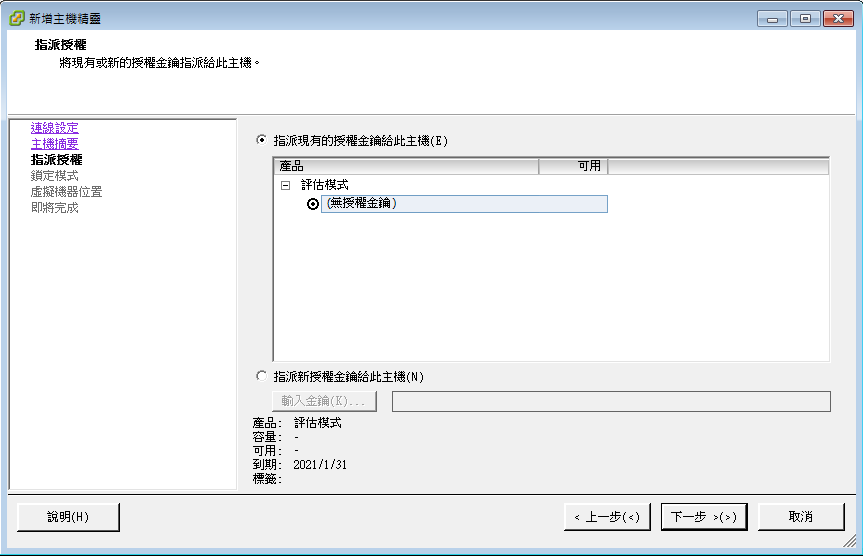 新增主機精靈
指派授權
將現有或新的授權金鑰指派給此主機。
連線設定
主機摘要
指派授權
鎖定模式
虛擬機器位置
即將完成
指派現有的授權金鑰給此主機(E)
產品 可用
評估模式
(無授權金鑰)
指派新授權金鑰給此主機(N)
輸入金鑰(K)...
產品: 評估模式
容量: -
可用: -
到期: 2021/1/31
標籤:
說明(H) < 上一步(<) 下一步 >(>) 取消